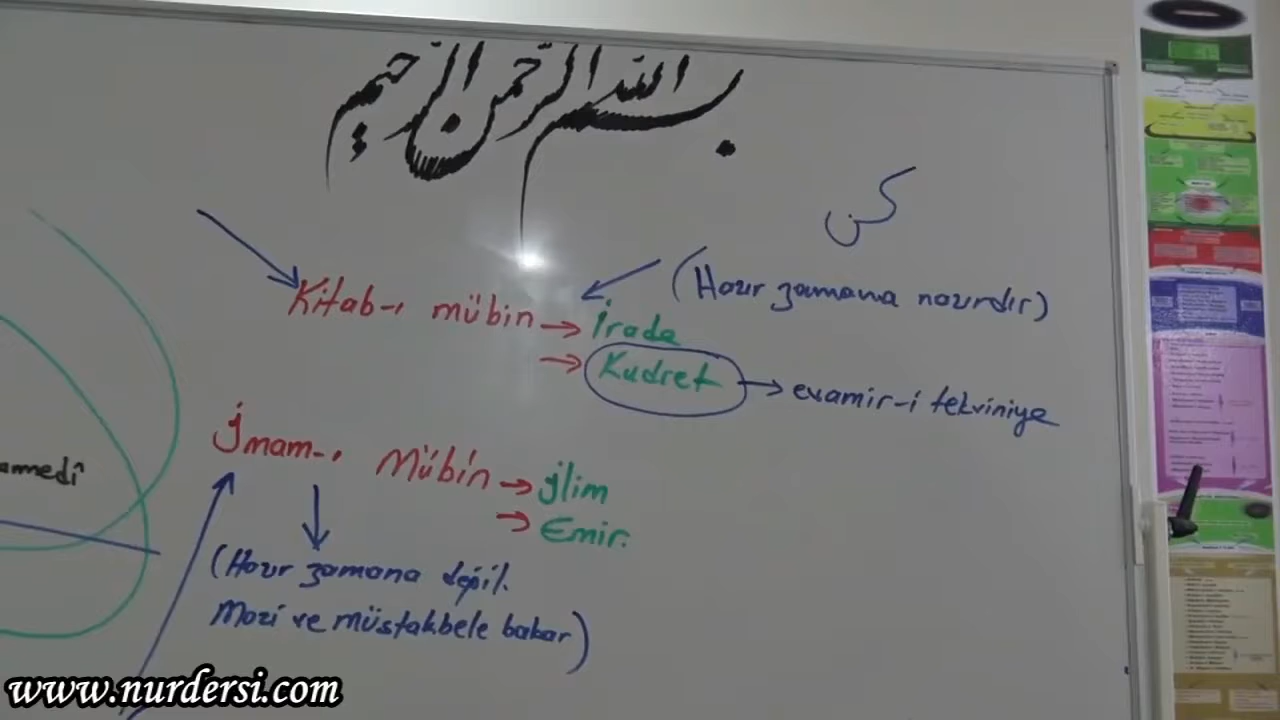 بسم الله الرحمن الرحيم
كن
Kitab-ı mübin → İrade
(Hazır zamana nazırdır)
→ Kudret → evamir-i tekviniye
İmam-ı Mübin → İlim
→ Emir.
ammedî
(Hazır zamana değil.
Mazi ve müstakbele bakar)
www.nurdersi.com